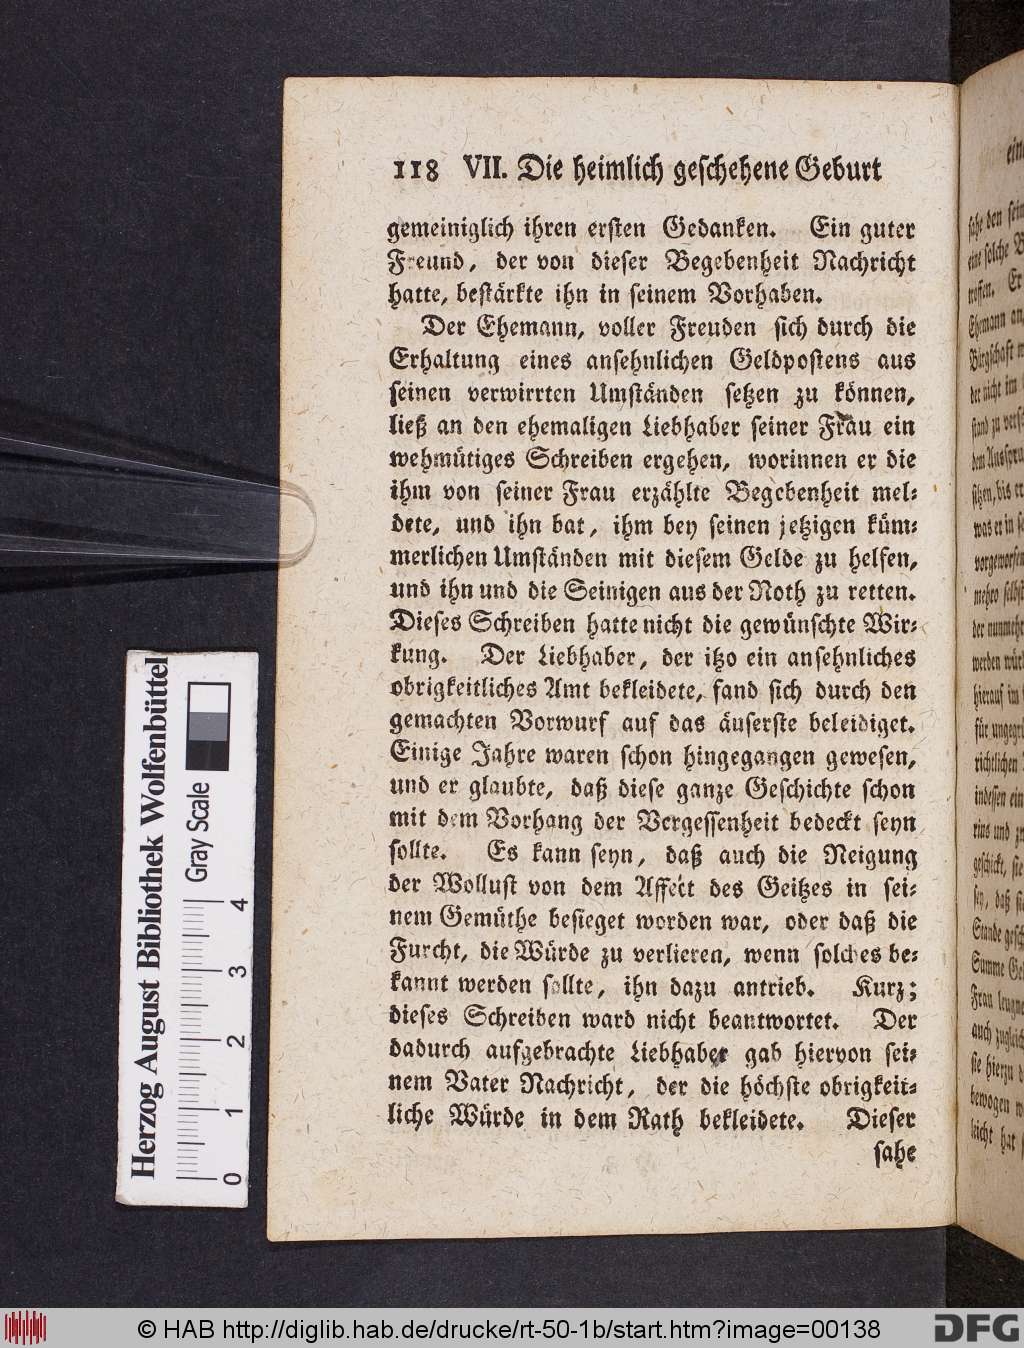 118 VII. Die heimlich geschehene Geburt
gemeiniglich ihren ersten Gedanken. Ein guter
Freund, der von dieser Begebenheit Nachricht
hatte, bestärkte ihn in seinem Vorhaben.
Der Ehemann, voller Freuden sich durch die
Erhaltung eines ansehnlichen Geldpostens aus
seinen verwirrten Umständen setzen zu können,
ließ an den ehemaligen Liebhaber seiner Frau ein
wehmütiges Schreiben ergehen, worinnen er die
ihm von seiner Frau erzählte Begebenheit mel-
dete, und ihn bat, ihm bey seinen jetzigen küm-
merlichen Umständen mit diesem Gelde zu helfen,
und ihn und die Seinigen aus der Noth zu retten.
Dieses Schreiben hatte nicht die gewünschte Wir-
kung. Der Liebhaber, der itzo ein ansehnliches
obrigkeitliches Amt bekleidete, fand sich durch den
gemachten Vorwurf auf das äuserste beleidiget.
Einige Jahre waren schon hingegangen gewesen,
und er glaubte, daß diese ganze Geschichte schon
mit dem Vorhang der Vergessenheit bedeckt seyn
sollte. Es kann seyn, daß auch die Neigung
der Wollust von dem Affect des Geitzes in sei-
nem Gemüthe besieget worden war, oder daß die
Furcht, die Würde zu verlieren, wenn solches be-
kannt werden sollte, ihn dazu antrieb. Kurz;
dieses Schreiben ward nicht beantwortet. Der
dadurch aufgebrachte Liebhaber gab hiervon sei-
nem Vater Nachricht, der die höchste obrigkeit-
liche Würde in dem Rath bekleidete. Dieser
sahe
Herzog August Bibliothek Wolfenbüttel
Gray Scale
0 1 2 3 4
© HAB http://diglib.hab.de/drucke/rt-50-1b/start.htm?image=00138
DFG